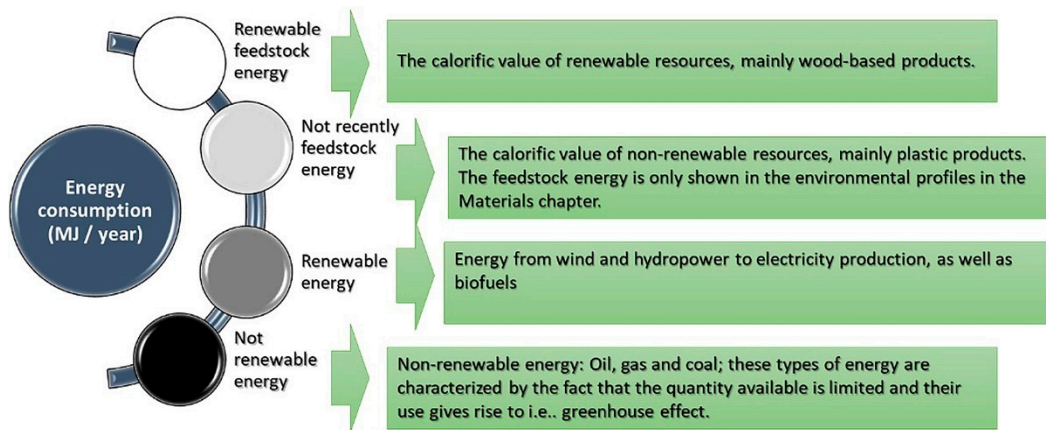 Energy
consumption
(MJ / year)
Renewable
feedstock
energy
The calorific value of renewable resources, mainly wood-based products.
Not recently
feedstock
energy
The calorific value of non-renewable resources, mainly plastic products.
The feedstock energy is only shown in the environmental profiles in the
Materials chapter.
Renewable
energy
Energy from wind and hydropower to electricity production, as well as
biofuels
Not
renewable
energy
Non-renewable energy: Oil, gas and coal; these types of energy are
characterized by the fact that the quantity available is limited and their
use gives rise to i.e.. greenhouse effect.